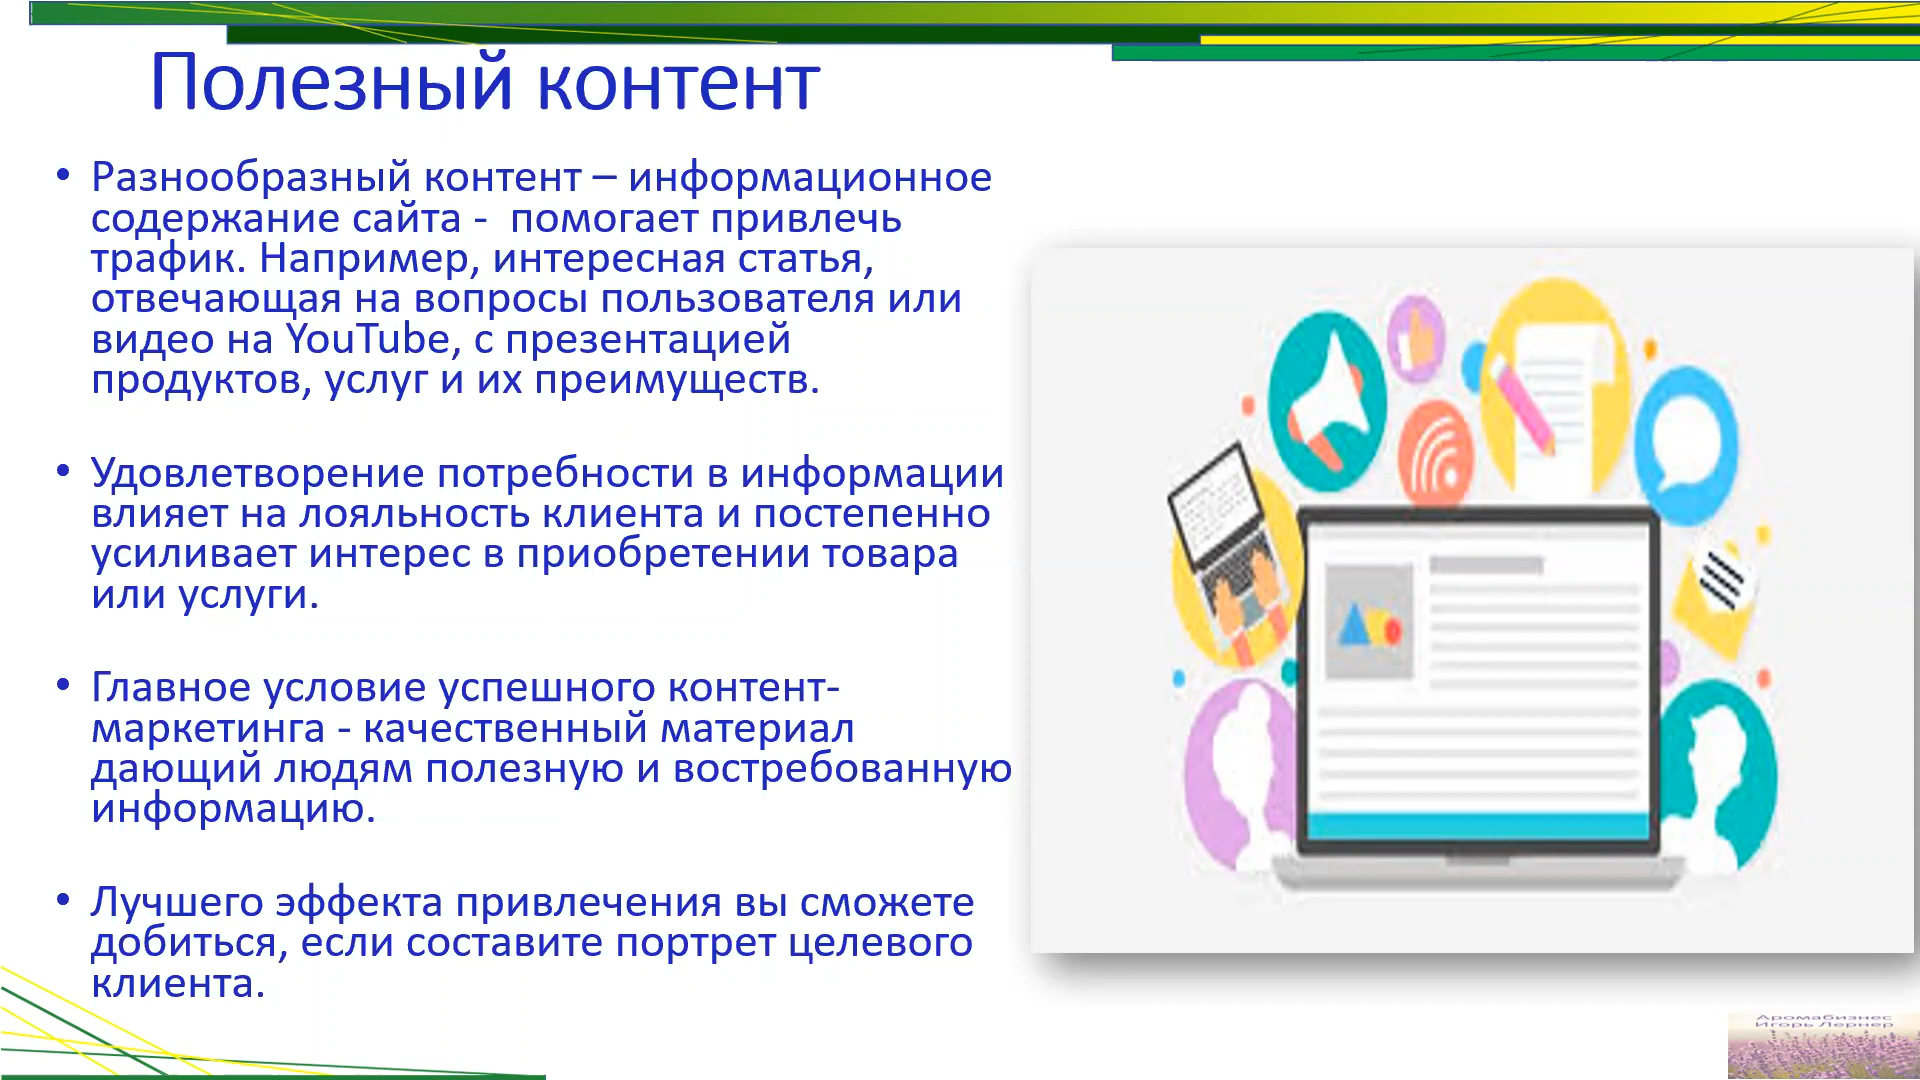 Полезный контент
• Разнообразный контент – информационное
содержание сайта -  помогает привлечь
трафик. Например, интересная статья,
отвечающая на вопросы пользователя или
видео на YouTube, с презентацией
продуктов, услуг и их преимуществ.
• Удовлетворение потребности в информации
влияет на лояльность клиента и постепенно
усиливает интерес в приобретении товара
или услуги.
• Главное условие успешного контент-
маркетинга - качественный материал
дающий людям полезную и востребованную
информацию.
• Лучшего эффекта привлечения вы сможете
добиться, если составите портрет целевого
клиента.
Аромабизнес
Игорь Лернер